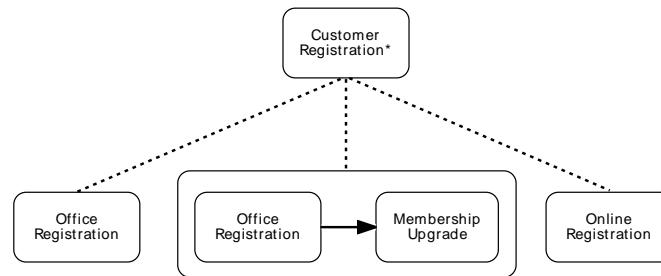 Customer
Registration*
Office
Registration
Office
Registration
Membership
Upgrade
Online
Registration